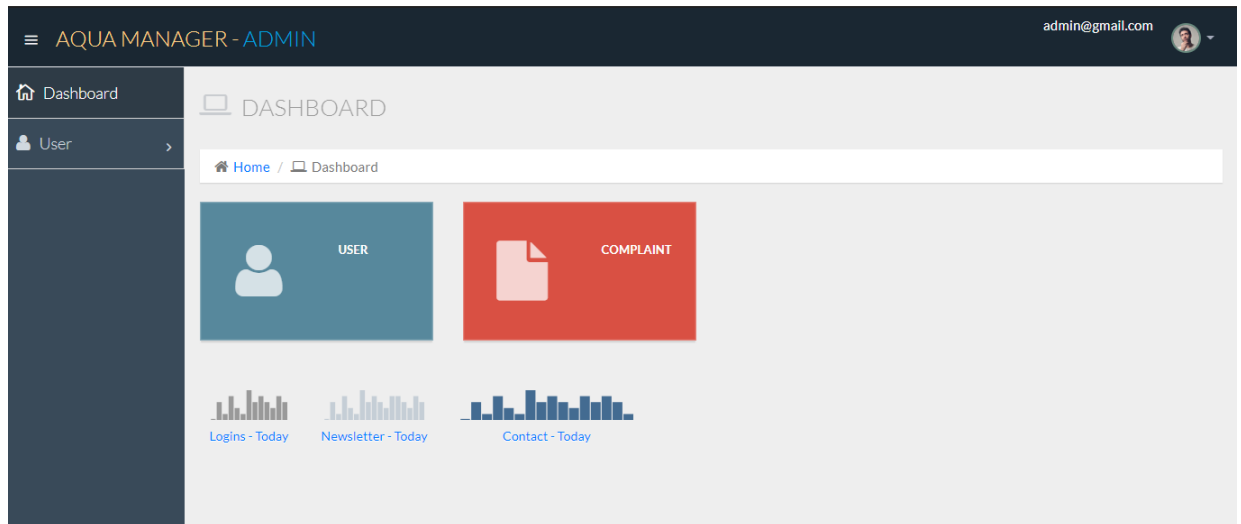 AQUA MANAGER - ADMIN
admin@gmail.com
Dashboard
User
DASHBOARD
Home / Dashboard
USER
COMPLAINT
Logins - Today
Newsletter - Today
Contact - Today